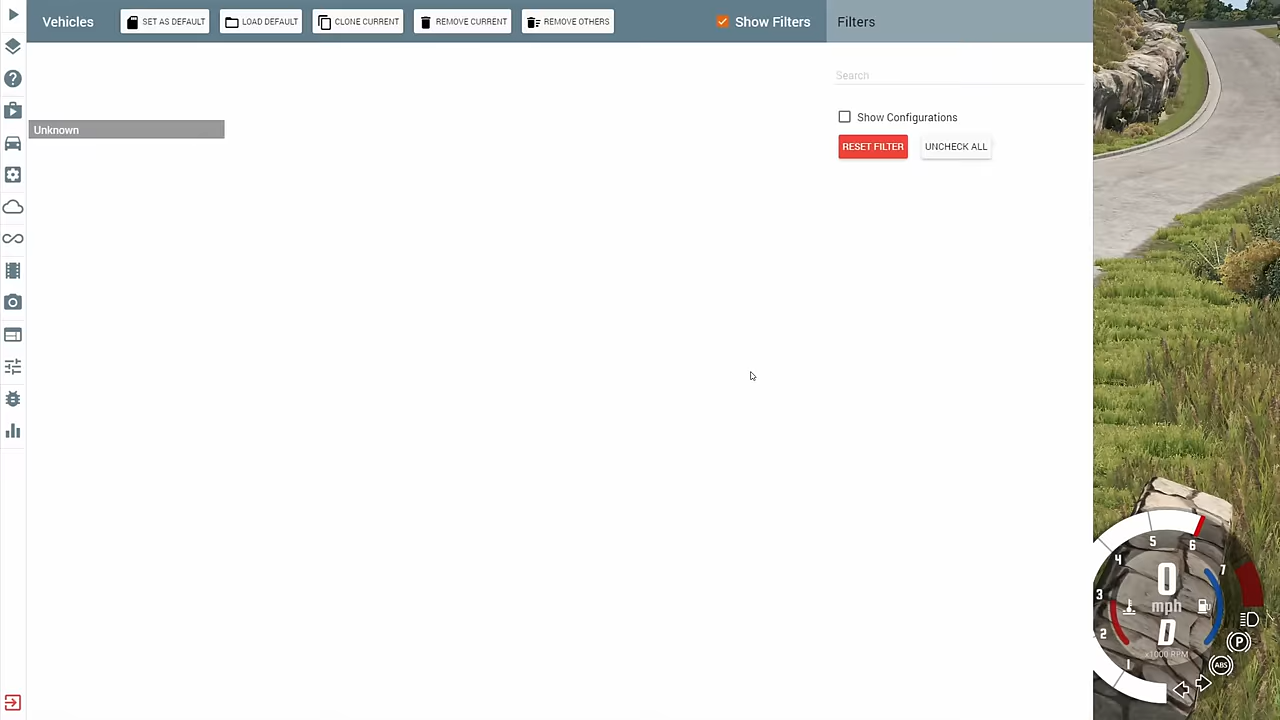 Vehicles
SET AS DEFAULT
LOAD DEFAULT
CLONE CURRENT
REMOVE CURRENT
REMOVE OTHERS
Show Filters
Filters
Search
Show Configurations
Unknown
RESET FILTER
UNCHECK ALL
1
2
3
4
5
6
7
0
mph
D
x1000 RPM
P
ABS